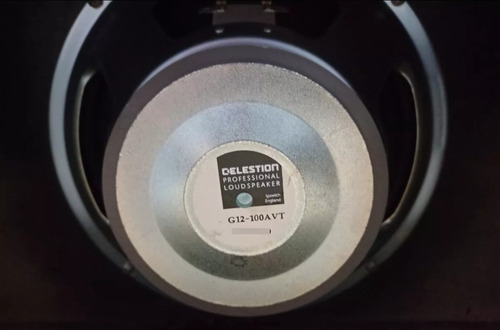 CELESTION
PROFESSIONAL
LOUDSPEAKER
Ipswich
England
G12-100AVT